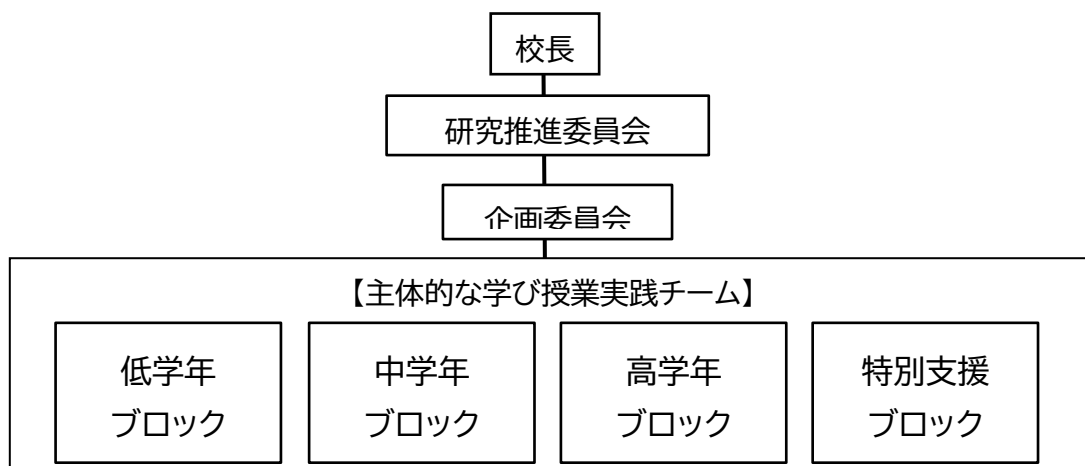 校長
研究推進委員会
企画委員会
【主体的な学び授業実践チーム】
低学年
ブロック
中学年
ブロック
高学年
ブロック
特別支援
ブロック